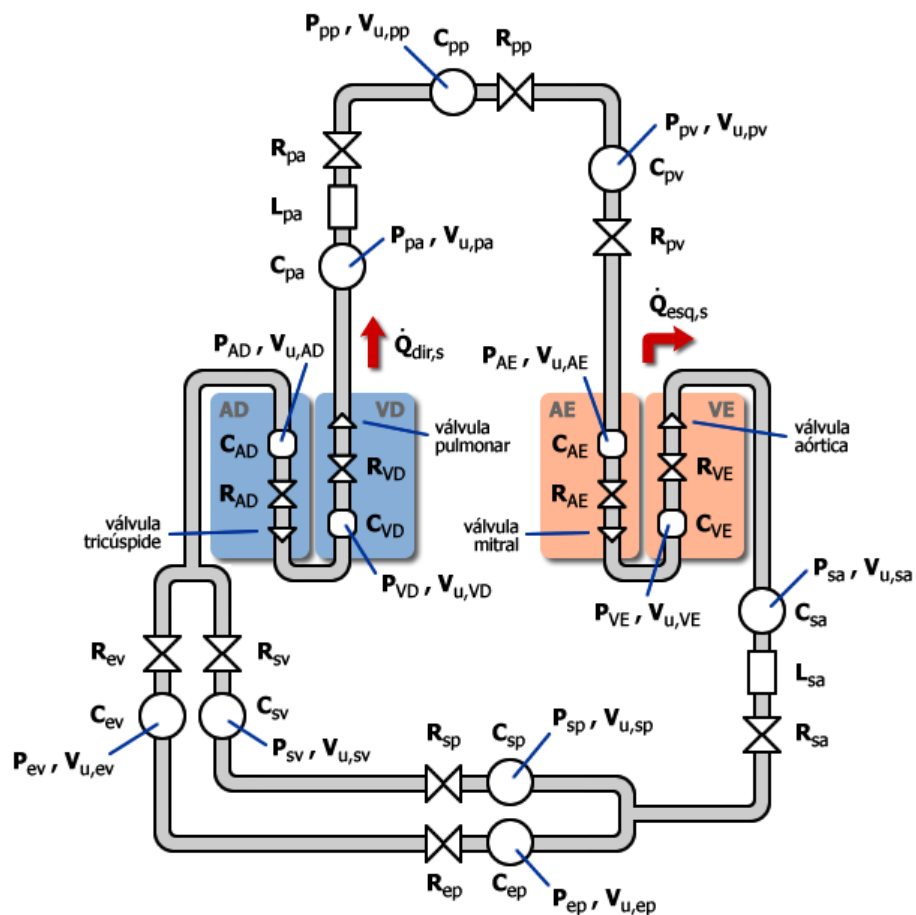 P_pp , V_u,pp
C_pp
R_pp
P_pv , V_u,pv
R_pa
C_pv
L_pa
P_pa , V_u,pa
R_pv
C_pa
Q̇_esq,s
P_AD , V_u,AD
Q̇_dir,s
P_AE , V_u,AE
AD
VD
AE
VE
válvula
pulmonar
válvula
aórtica
C_AD
R_VD
C_AE
R_VE
R_AD
R_AE
válvula
tricúspide
C_VD
válvula
mitral
C_VE
P_VD , V_u,VD
P_sa , V_u,sa
P_VE , V_u,VE
C_sa
R_ev
R_sv
L_sa
C_ev
C_sv
R_sp
C_sp
P_sp , V_u,sp
R_sa
P_ev , V_u,ev
P_sv , V_u,sv
R_ep
C_ep
P_ep , V_u,ep